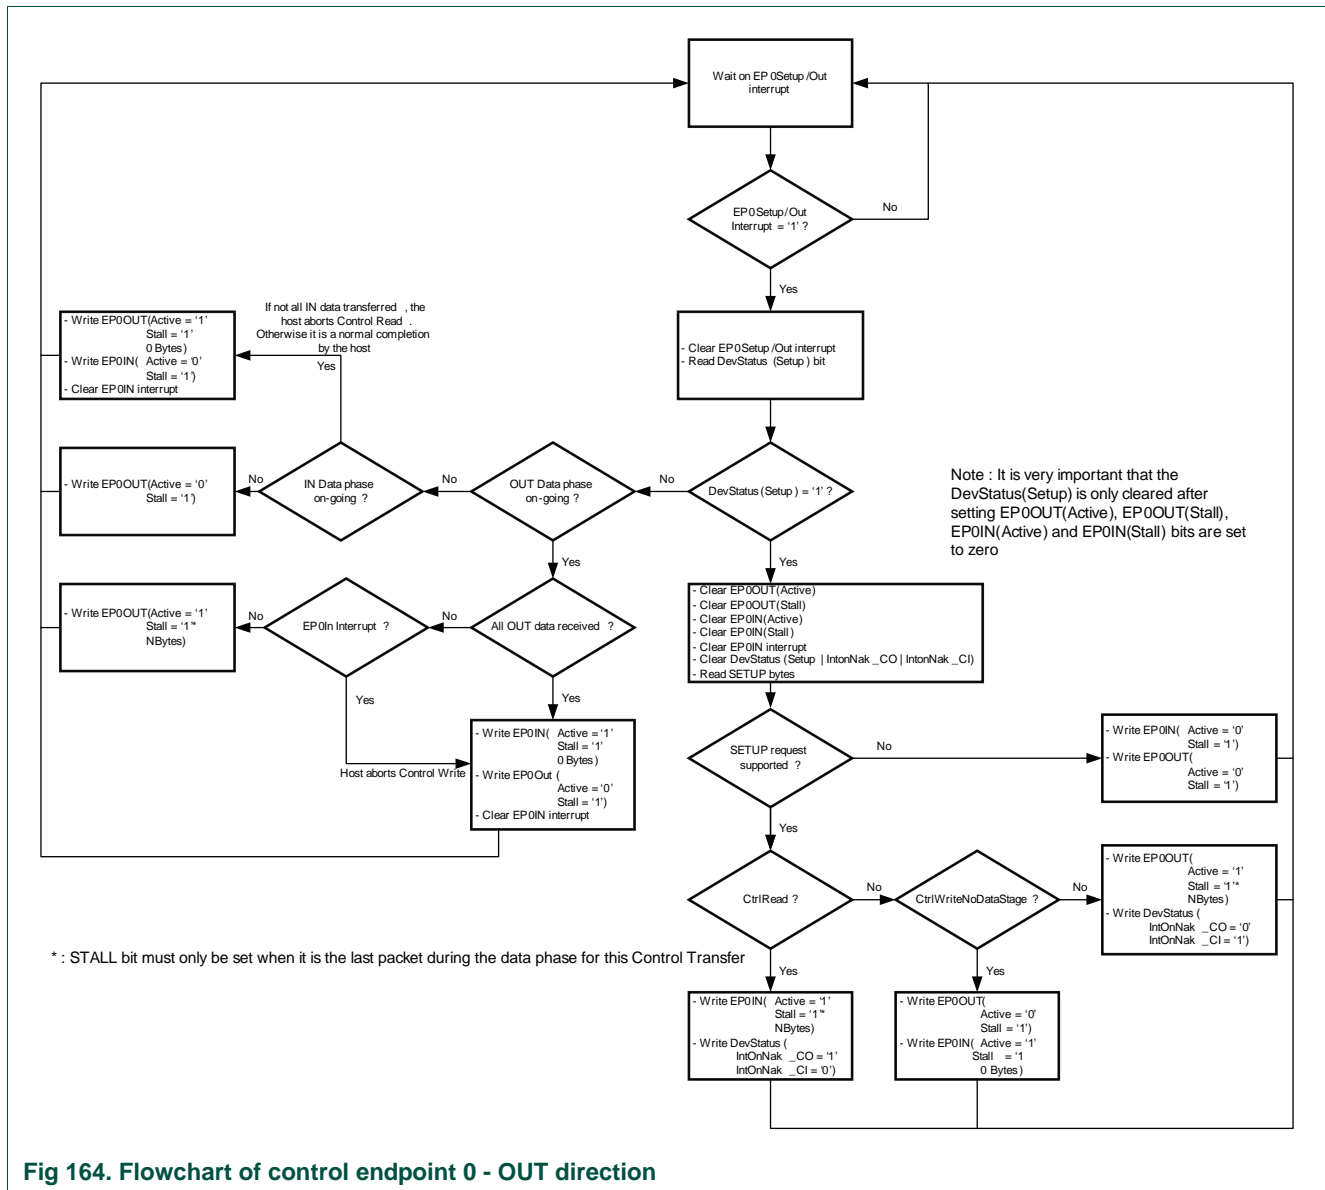 Wait on EP0Setup/Out
interrupt
EP0Setup/Out
Interrupt = '1' ?
No
Yes
- Clear EP0Setup/Out interrupt
- Read DevStatus (Setup) bit
If not all IN data transferred , the
host aborts Control Read .
Otherwise it is a normal completion
by the host
Yes
- Write EP0OUT(Active = '1'
Stall = '1'
0 Bytes)
- Write EP0IN( Active = '0'
Stall = '1')
- Clear EP0IN interrupt
- Write EP0OUT(Active = '0'
Stall = '1')
No
IN Data phase
on-going ?
No
OUT Data phase
on-going ?
No
DevStatus(Setup) = '1' ?
Note : It is very important that the
DevStatus(Setup) is only cleared after
setting EP0OUT(Active), EP0OUT(Stall),
EP0IN(Active) and EP0IN(Stall) bits are set
to zero
Yes
Yes
- Write EP0OUT(Active = '1'
Stall = '1'*
NBytes)
No
EP0In Interrupt ?
No
All OUT data received ?
- Clear EP0OUT(Active)
- Clear EP0OUT(Stall)
- Clear EP0IN(Active)
- Clear EP0IN(Stall)
- Clear EP0IN interrupt
- Clear DevStatus (Setup | IntonNak_CO | IntonNak_CI)
- Read SETUP bytes
Yes
Yes
Host aborts Control Write
- Write EP0IN( Active = '1'
Stall = '1'
0 Bytes)
- Write EP0Out (
Active = '0'
Stall = '1')
- Clear EP0IN interrupt
SETUP request
supported ?
No
- Write EP0IN( Active = '0'
Stall = '1')
- Write EP0OUT(
Active = '0'
Stall = '1')
Yes
CtrlRead ?
No
CtrlWriteNoDataStage ?
No
- Write EP0OUT(
Active = '1'
Stall = '1'*
NBytes)
- Write DevStatus (
IntOnNak_CO = '0'
IntOnNak_CI = '1')
* : STALL bit must only be set when it is the last packet during the data phase for this Control Transfer
Yes
Yes
- Write EP0IN( Active = '1'
Stall = '1'*
NBytes)
- Write DevStatus (
IntOnNak_CO = '1'
IntOnNak_CI = '0')
- Write EP0OUT(
Active = '0'
Stall = '1')
- Write EP0IN( Active = '1'
Stall = '1
0 Bytes)
Fig 164. Flowchart of control endpoint 0 - OUT direction